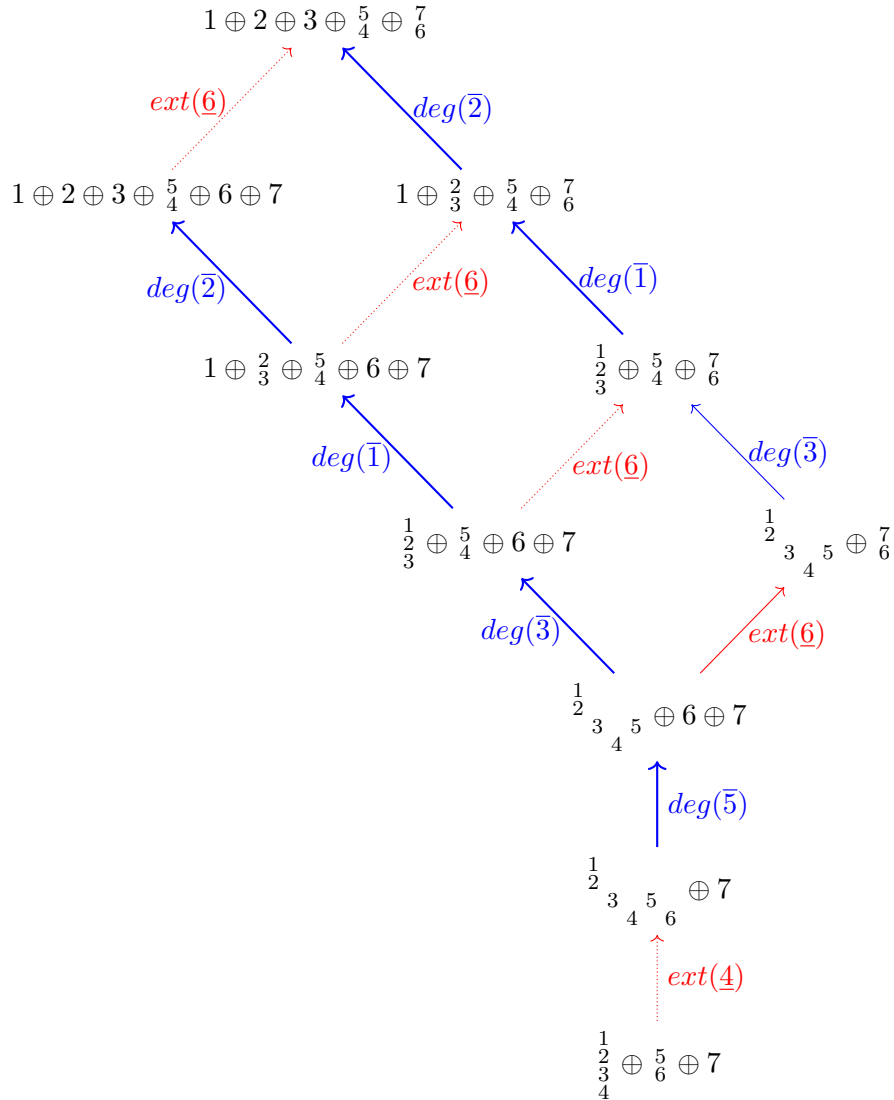 1 ⊕ 2 ⊕ 3 ⊕ 5/4 ⊕ 7/6
ext(6̲)
deg(2̅)
1 ⊕ 2 ⊕ 3 ⊕ 5/4 ⊕ 6 ⊕ 7
1 ⊕ 2/3 ⊕ 5/4 ⊕ 7/6
deg(2̅)
ext(6̲)
deg(1̅)
1 ⊕ 2/3 ⊕ 5/4 ⊕ 6 ⊕ 7
1/2/3 ⊕ 5/4 ⊕ 7/6
deg(1̅)
ext(6̲)
deg(3̅)
1/2/3 ⊕ 5/4 ⊕ 6 ⊕ 7
1
2
3 5 ⊕ 7/6
4
deg(3̅)
ext(6̲)
1
2
3 5 ⊕ 6 ⊕ 7
4
deg(5̅)
1
2
3 5 ⊕ 7
4 6
ext(4̲)
1/2/3/4 ⊕ 5/6 ⊕ 7